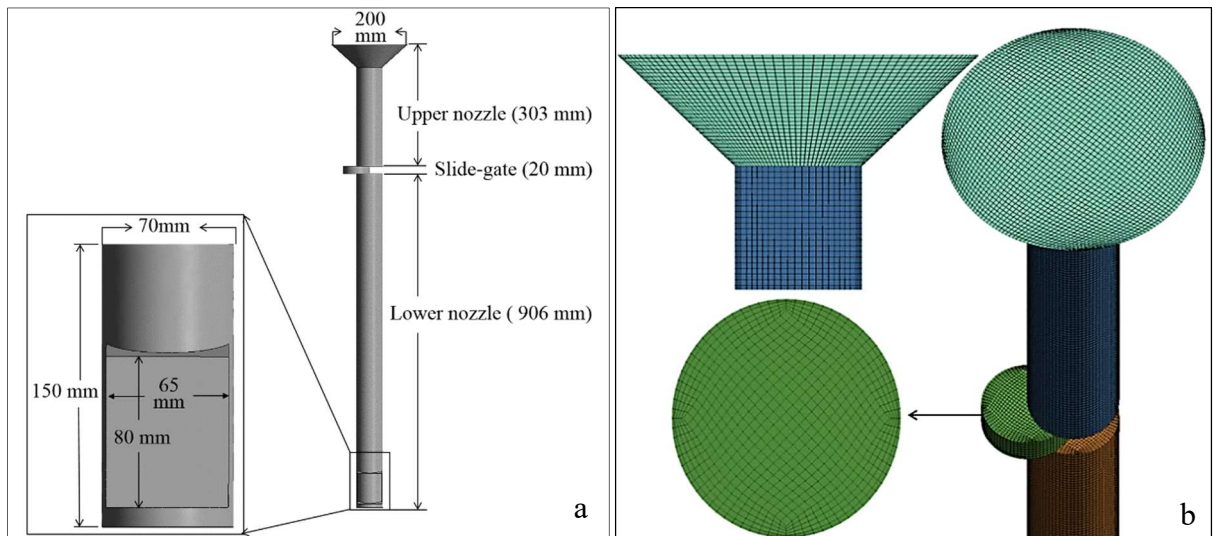 200
mm
Upper nozzle (303 mm)
Slide-gate (20 mm)
70mm
Lower nozzle ( 906 mm)
150 mm
65
mm
80 mm
a
b